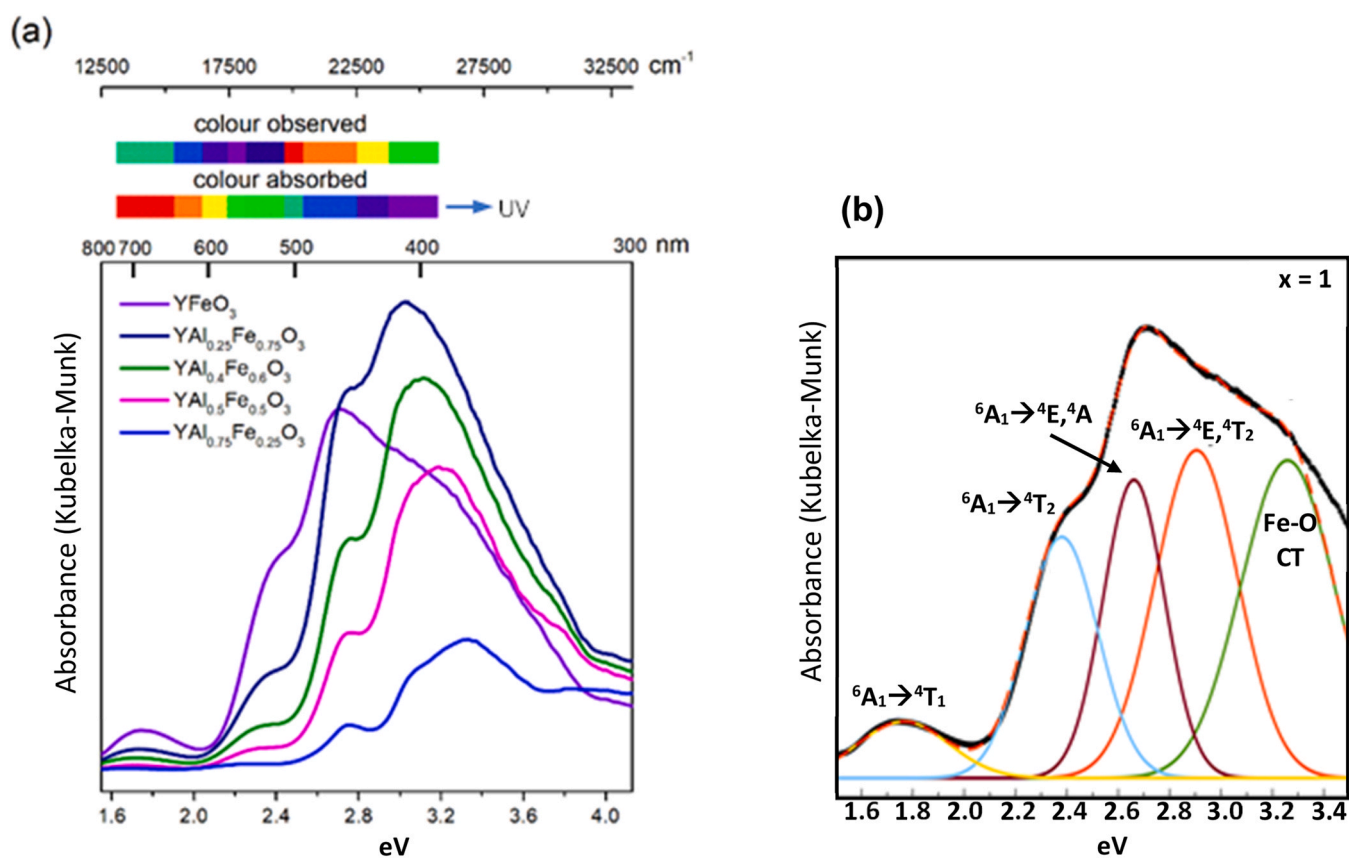 (a)
12500 17500 22500 27500 32500 cm⁻¹
colour observed
colour absorbed
UV
800 700 600 500 400 300 nm
YFeO₃
YAl₀.₂₅Fe₀.₇₅O₃
YAl₀.₄Fe₀.₆O₃
YAl₀.₅Fe₀.₅O₃
YAl₀.₇₅Fe₀.₂₅O₃
Absorbance (Kubelka-Munk)
1.6 2.0 2.4 2.8 3.2 3.6 4.0
eV
(b)
x = 1
⁶A₁→⁴E,⁴A
⁶A₁→⁴E,⁴T₂
⁶A₁→⁴T₂
Fe-O
CT
⁶A₁→⁴T₁
Absorbance (Kubelka-Munk)
1.6 1.8 2.0 2.2 2.4 2.6 2.8 3.0 3.2 3.4
eV